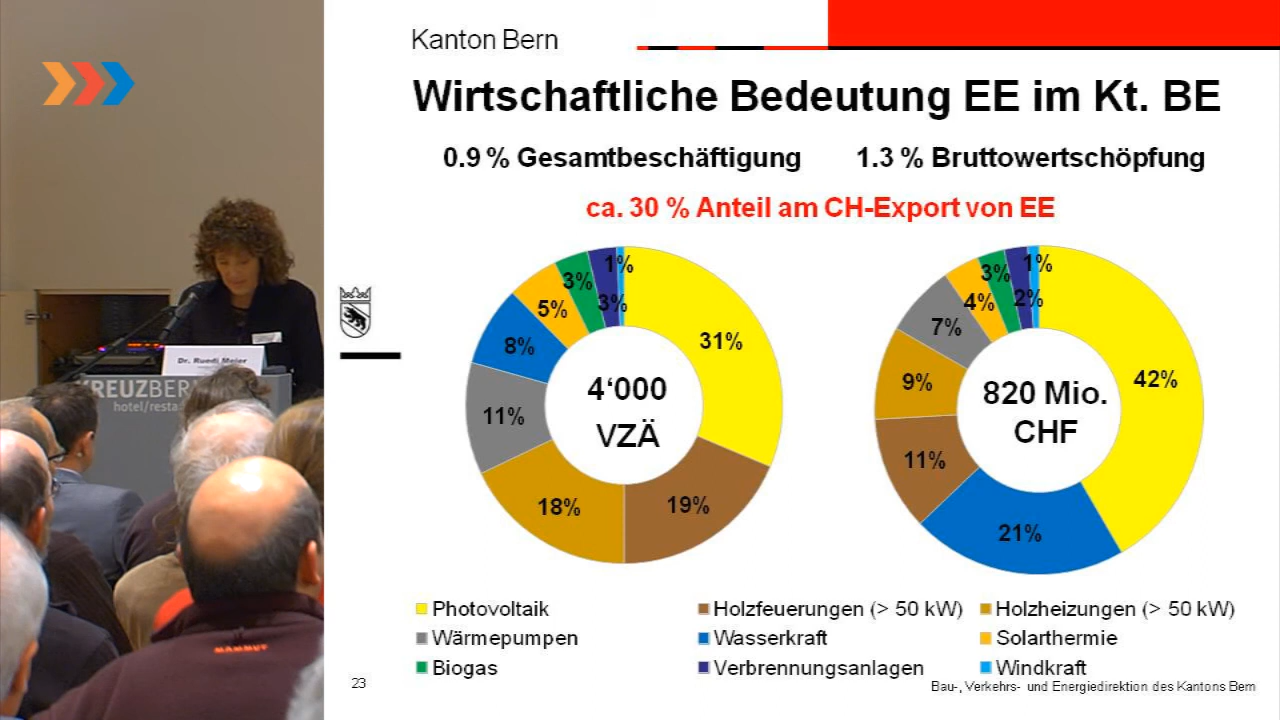 Kanton Bern
Wirtschaftliche Bedeutung EE im Kt. BE
0.9 % Gesamtbeschäftigung
1.3 % Bruttowertschöpfung
ca. 30 % Anteil am CH-Export von EE
1%
3%
3%
5%
8%
11%
18%
19%
31%
4‘000
VZÄ
1%
2%
3%
4%
7%
9%
11%
21%
42%
820 Mio.
CHF
Photovoltaik
Holzfeuerungen (> 50 kW)
Holzheizungen (> 50 kW)
Wärmepumpen
Wasserkraft
Solarthermie
Biogas
Verbrennungsanlagen
Windkraft
23
Bau-, Verkehrs- und Energiedirektion des Kantons Bern
Dr. Ruedi Meier
KREUZBER
hotel/resta
MAMMUT